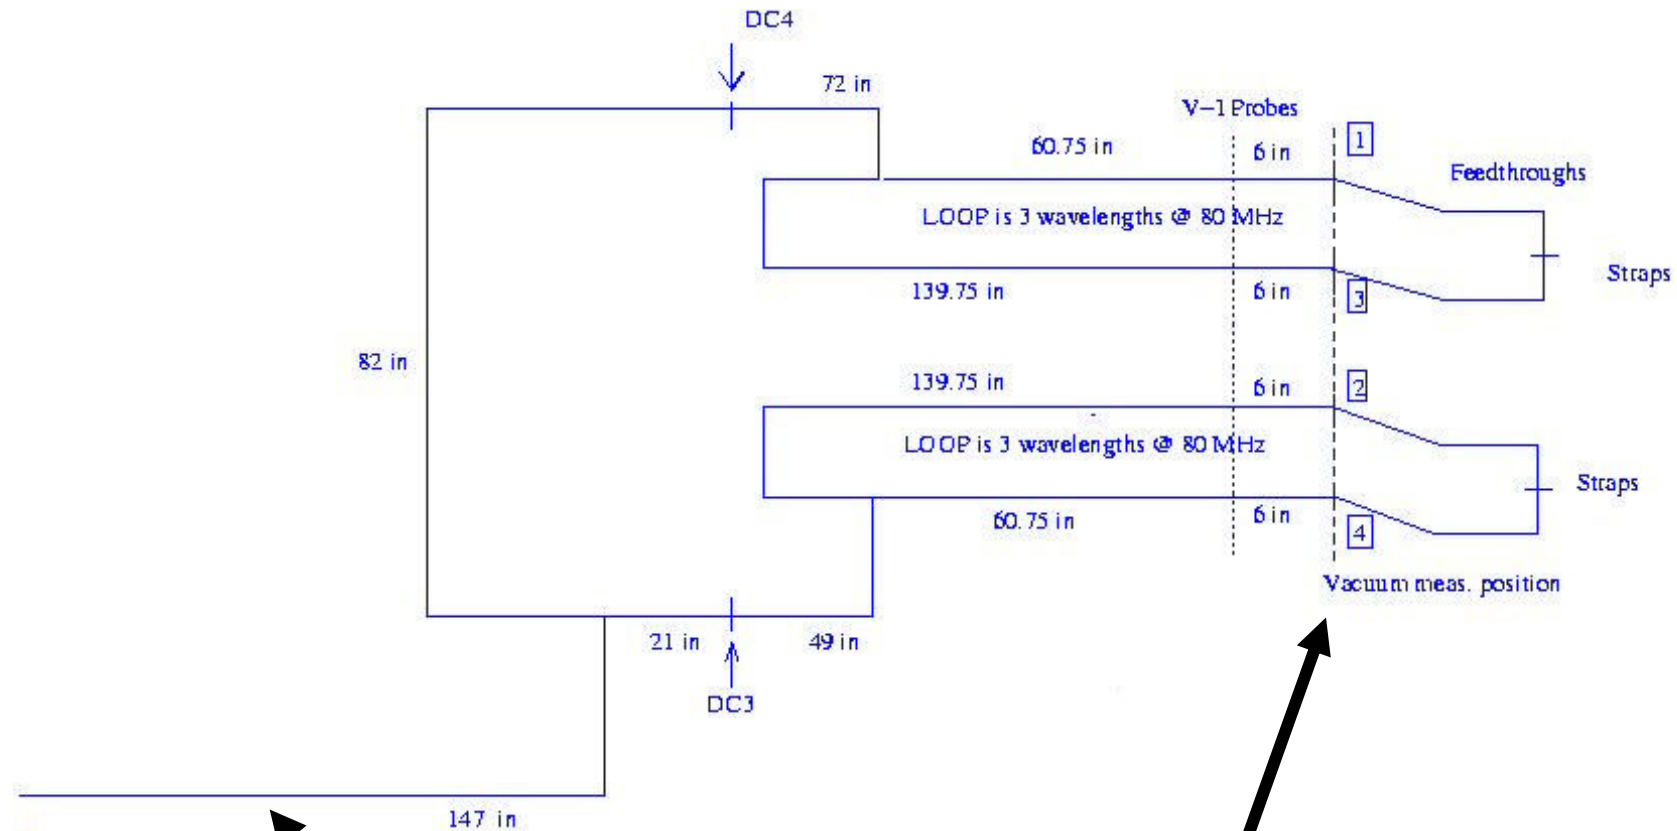 DC4
72 in
V-I Probes
60.75 in
6 in
1
Feedthroughs
LOOP is 3 wavelengths @ 80 MHz
Straps
139.75 in
6 in
3
82 in
139.75 in
6 in
2
LOOP is 3 wavelengths @ 80 MHz
Straps
60.75 in
6 in
4
Vacuum meas. position
21 in
49 in
DC3
147 in